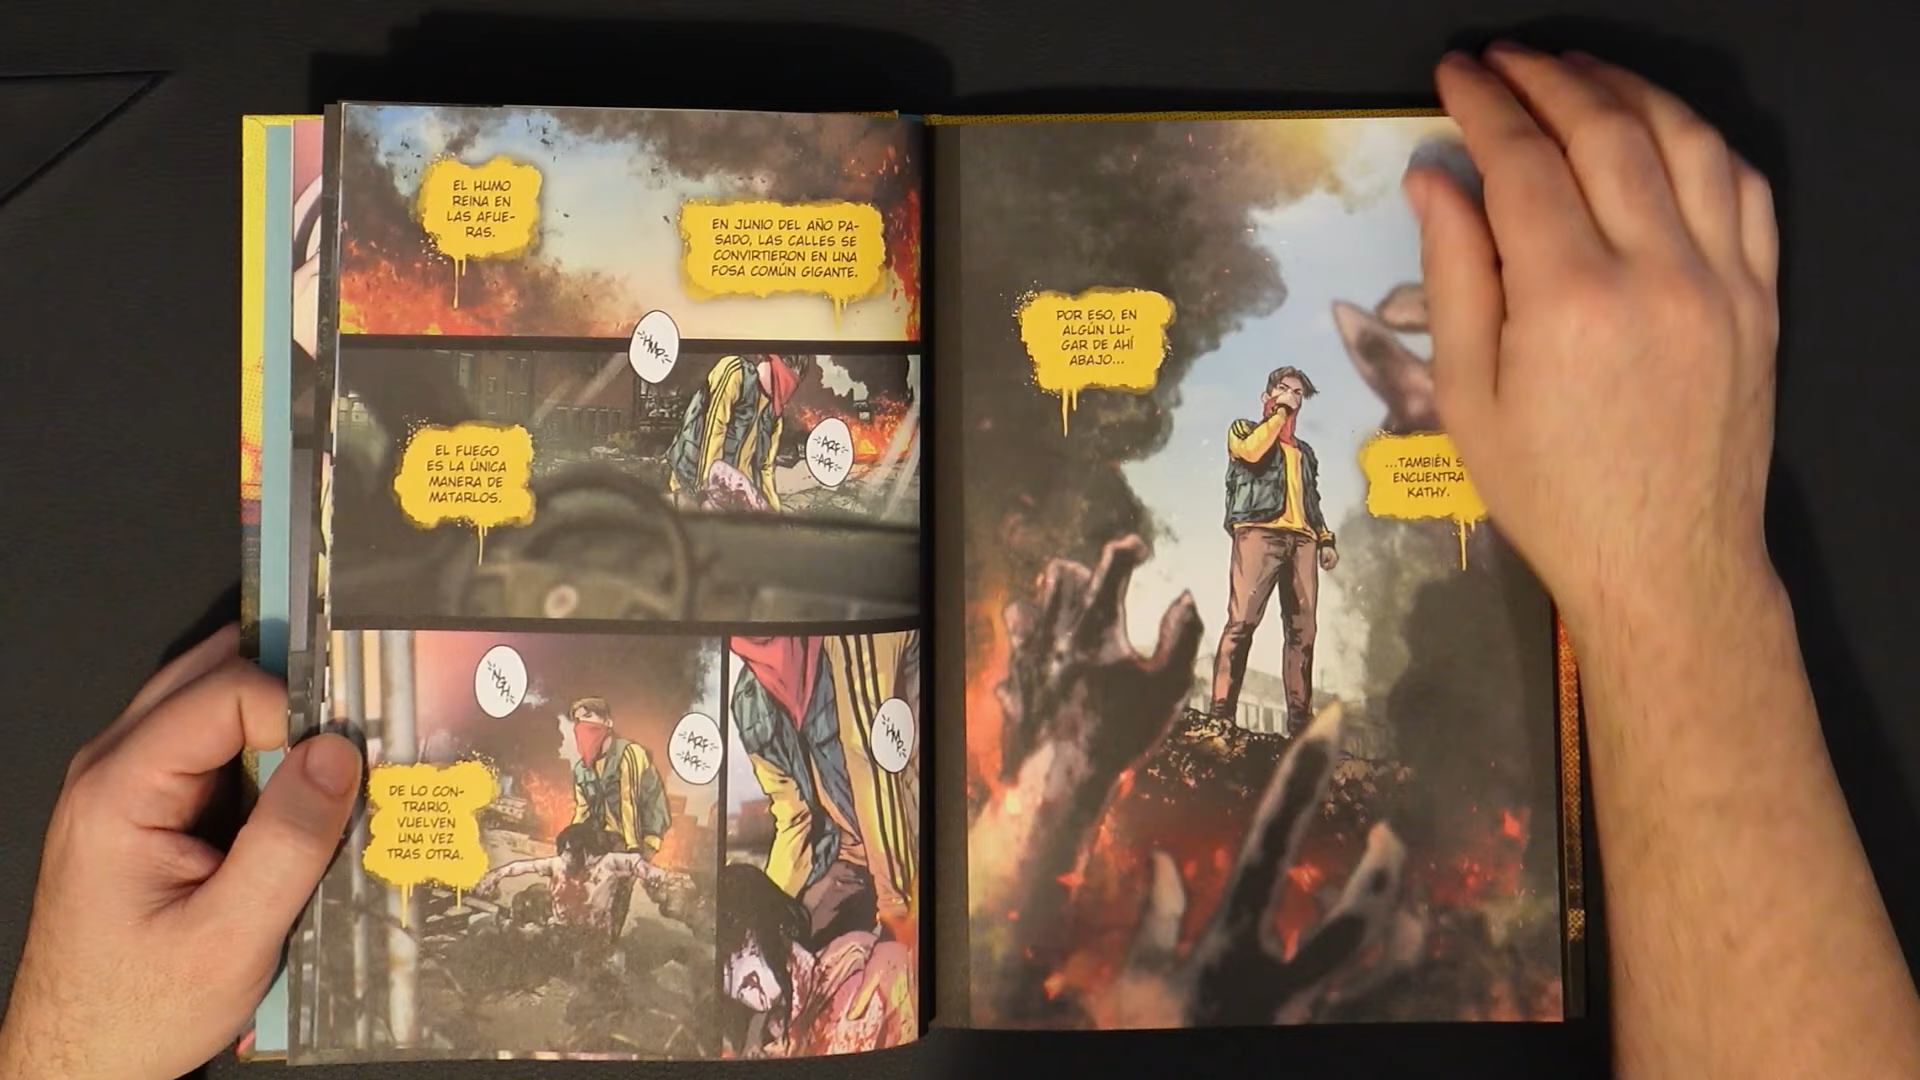 EL HUMO
REINA EN
LAS AFUE-
RAS.
EN JUNIO DEL AÑO PA-
SADO, LAS CALLES SE
CONVIRTIERON EN UNA
FOSA COMÚN GIGANTE.
HMP
EL FUEGO
ES LA ÚNICA
MANERA DE
MATARLOS.
ARF
ARF
NGH
DE LO CON-
TRARIO,
VUELVEN
UNA VEZ
TRAS OTRA.
ARF
ARF
HMP
POR ESO, EN
ALGÚN LU-
GAR DE AHÍ
ABAJO...
...TAMBIÉN
ENCUENTRA
KATHY.